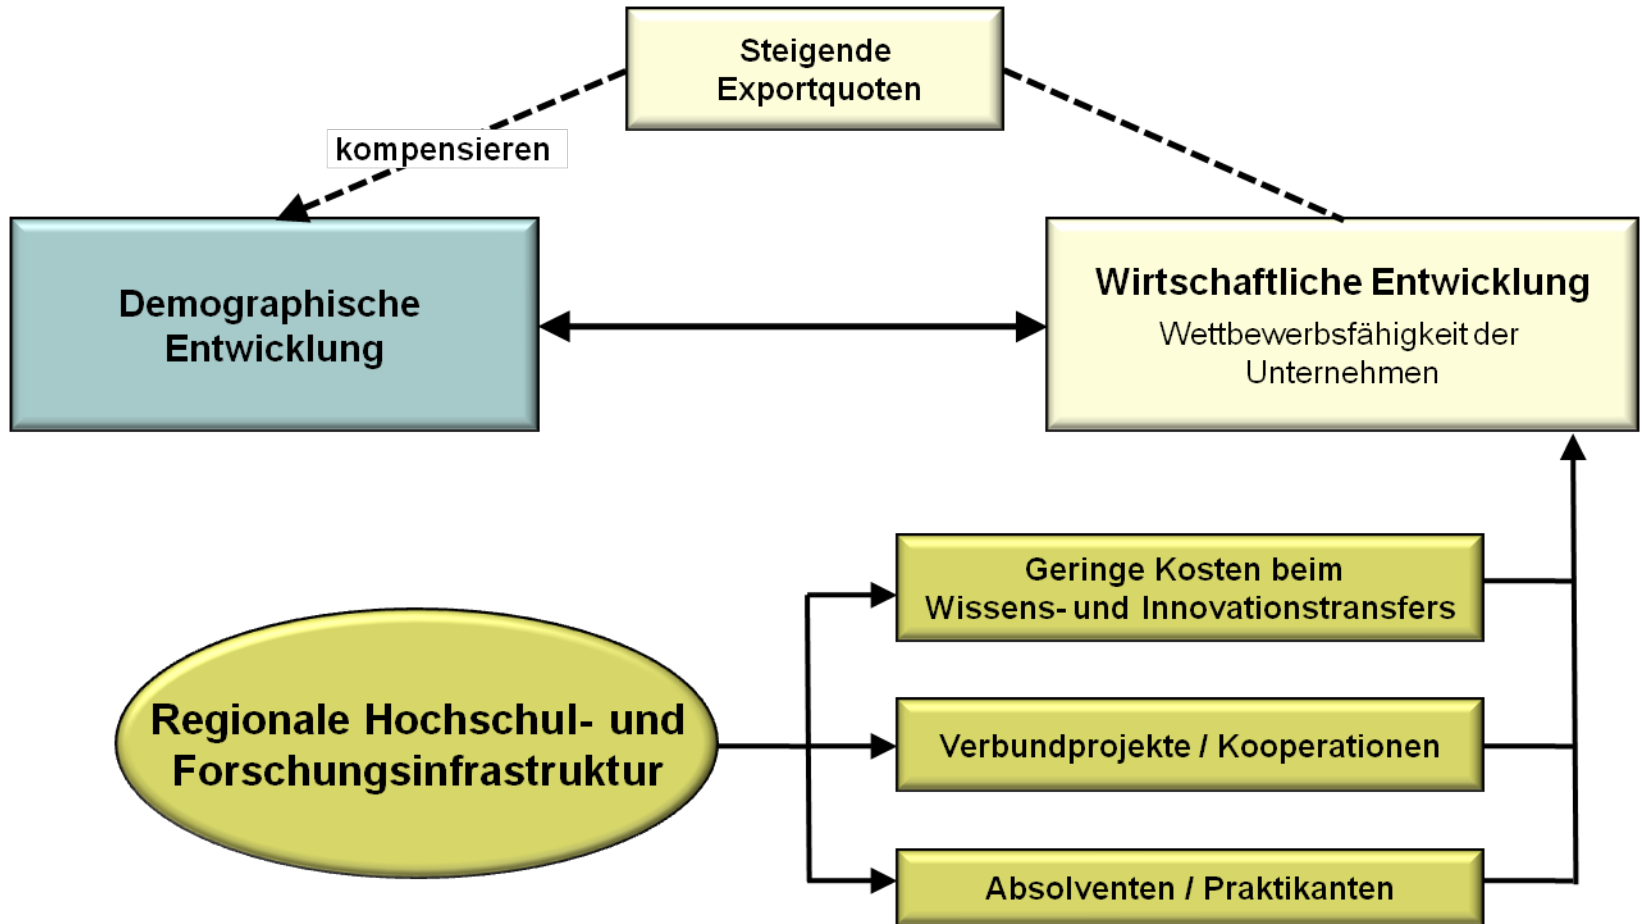 Steigende
Exportquoten
kompensieren
Demographische
Entwicklung
Wirtschaftliche Entwicklung
Wettbewerbsfähigkeit der
Unternehmen
Geringe Kosten beim
Wissens- und Innovationstransfers
Regionale Hochschul- und
Forschungsinfrastruktur
Verbundprojekte / Kooperationen
Absolventen / Praktikanten